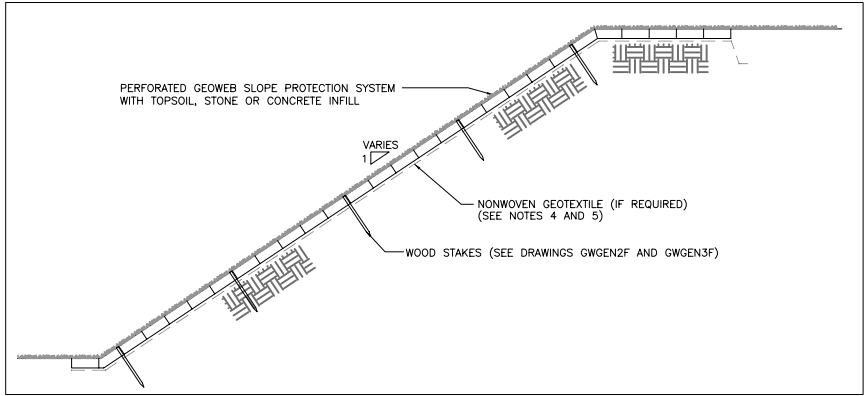 PERFORATED GEOWEB SLOPE PROTECTION SYSTEM
WITH TOPSOIL, STONE OR CONCRETE INFILL
VARIES
1
NONWOVEN GEOTEXTILE (IF REQUIRED)
(SEE NOTES 4 AND 5)
WOOD STAKES (SEE DRAWINGS GWGEN2F AND GWGEN3F)